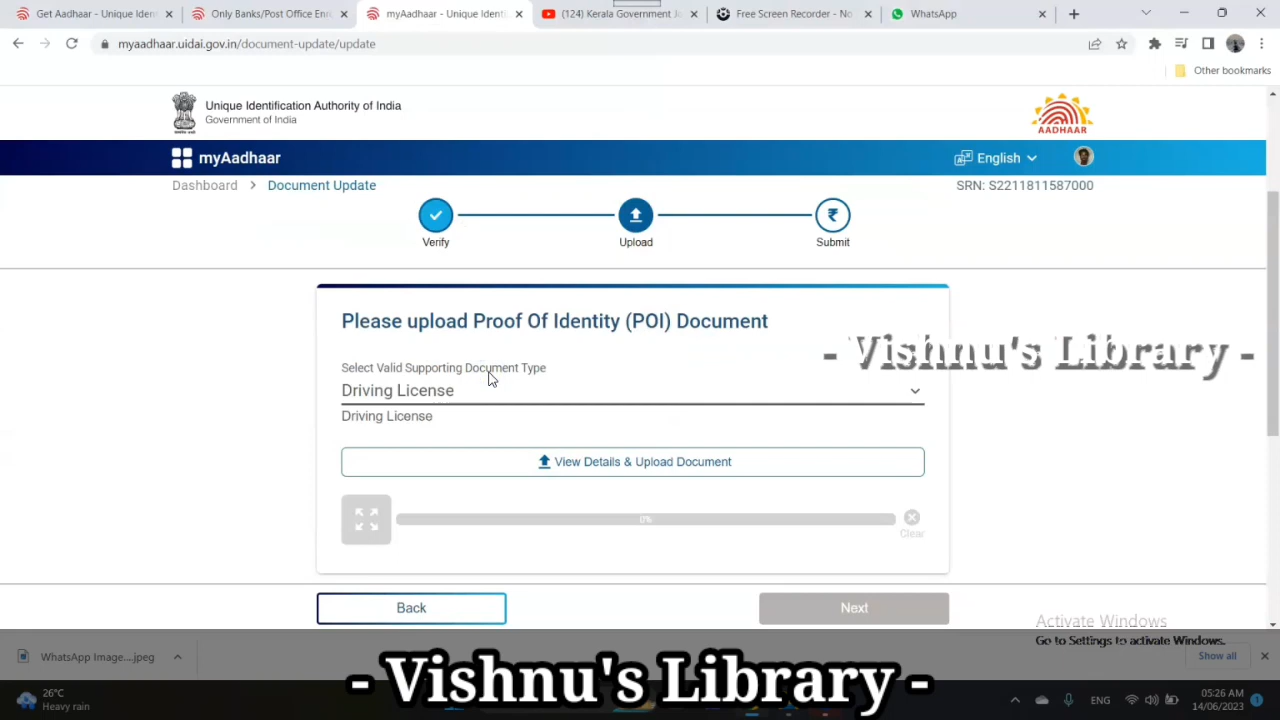 Get Aadhaar - Unique Ident
Only Banks/Post Office Enr
myAadhaar - Unique Identi
(124) Kerala Government J
Free Screen Recorder - No
WhatsApp
myaadhaar.uidai.gov.in/document-update/update
Other bookmarks
Unique Identification Authority of India
Government of India
AADHAAR
myAadhaar
English
Dashboard > Document Update
SRN: S2211811587000
Verify
Upload
Submit
Please upload Proof Of Identity (POI) Document
- Vishnu's Library -
Select Valid Supporting Document Type
Driving License
Driving License
View Details & Upload Document
0%
Clear
Back
Next
Activate Windows
Go to Settings to activate Windows.
WhatsApp Image....jpeg
Show all
- Vishnu's Library -
26°C
Heavy rain
ENG
05:26 AM
14/06/2023